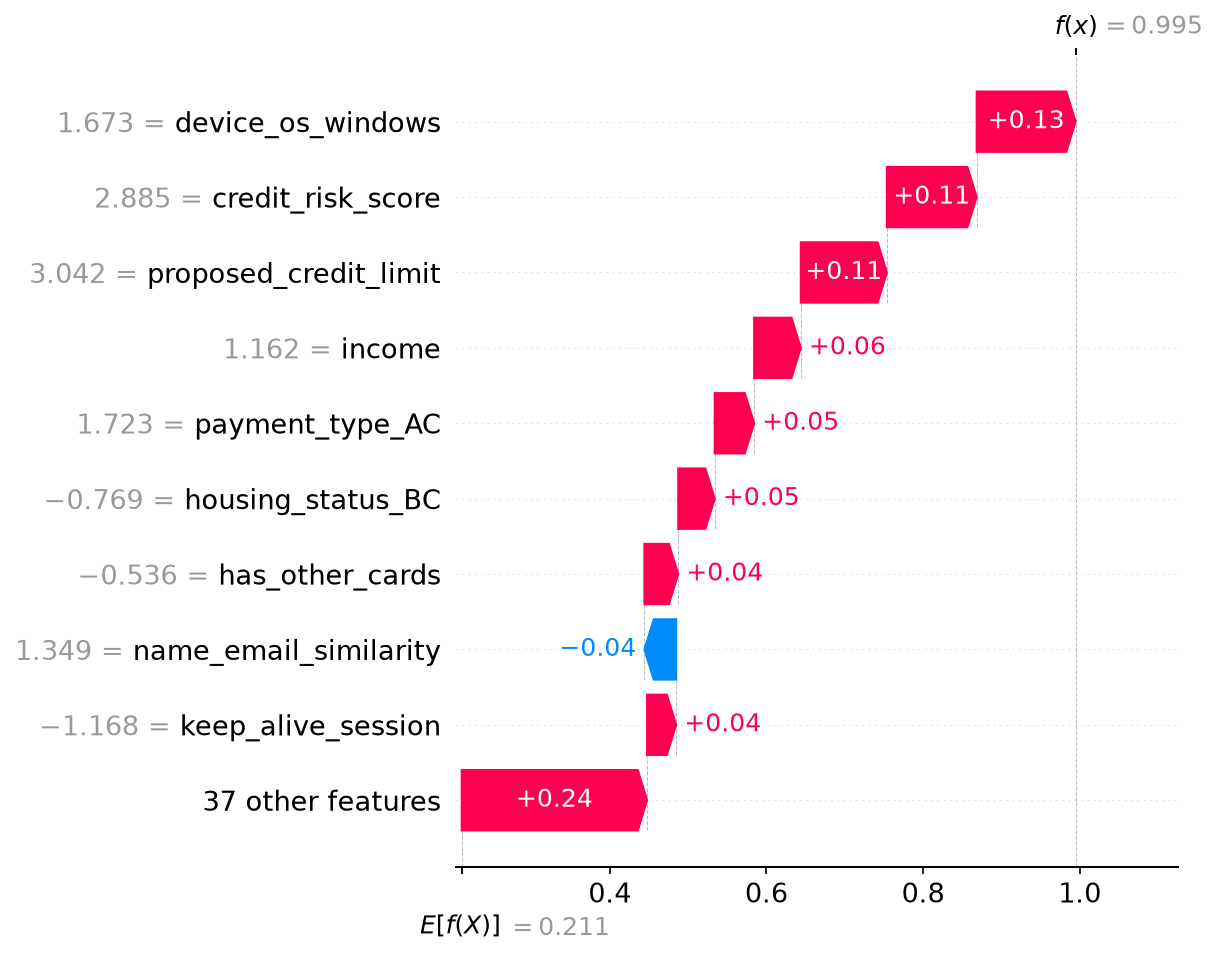 f(x) = 0.995
1.673 = device_os_windows
+0.13
2.885 = credit_risk_score
+0.11
3.042 = proposed_credit_limit
+0.11
1.162 = income
+0.06
1.723 = payment_type_AC
+0.05
−0.769 = housing_status_BC
+0.05
−0.536 = has_other_cards
+0.04
1.349 = name_email_similarity
−0.04
−1.168 = keep_alive_session
+0.04
37 other features
+0.24
0.4 0.6 0.8 1.0
E[f(X)] = 0.211